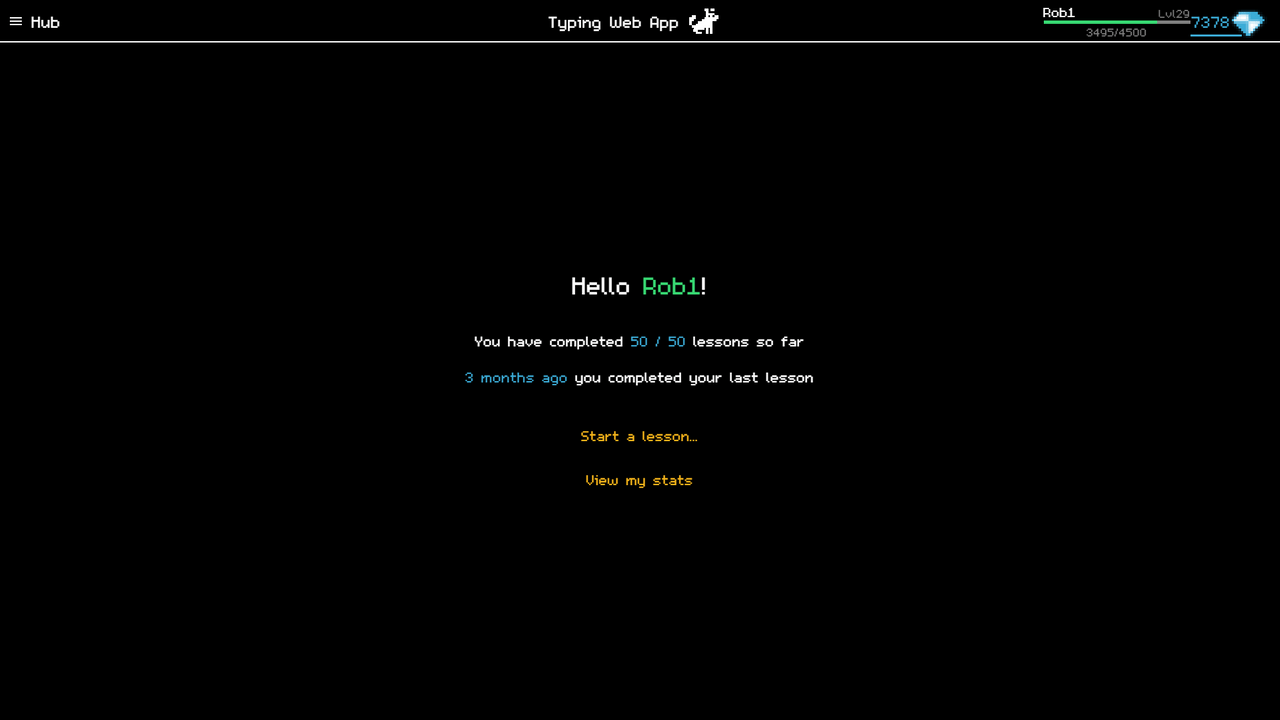 Hub
Typing Web App
Rob1 Lvl29
3495/4500
7378
Hello Rob1!
You have completed 50 / 50 lessons so far
3 months ago you completed your last lesson
Start a lesson…
View my stats